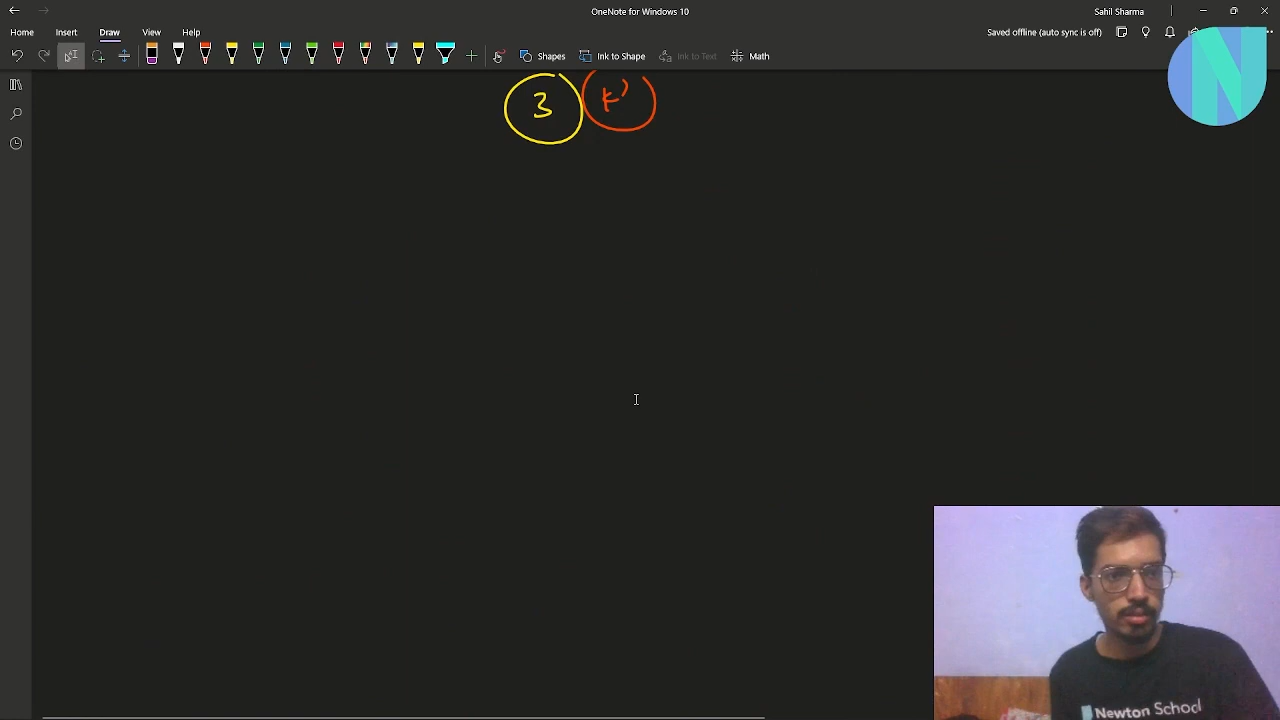 OneNote for Windows 10
Sahil Sharma
Home Insert Draw View Help
Saved offline (auto sync is off)
Shapes Ink to Shape Ink to Text Math
3 K'
Newton School